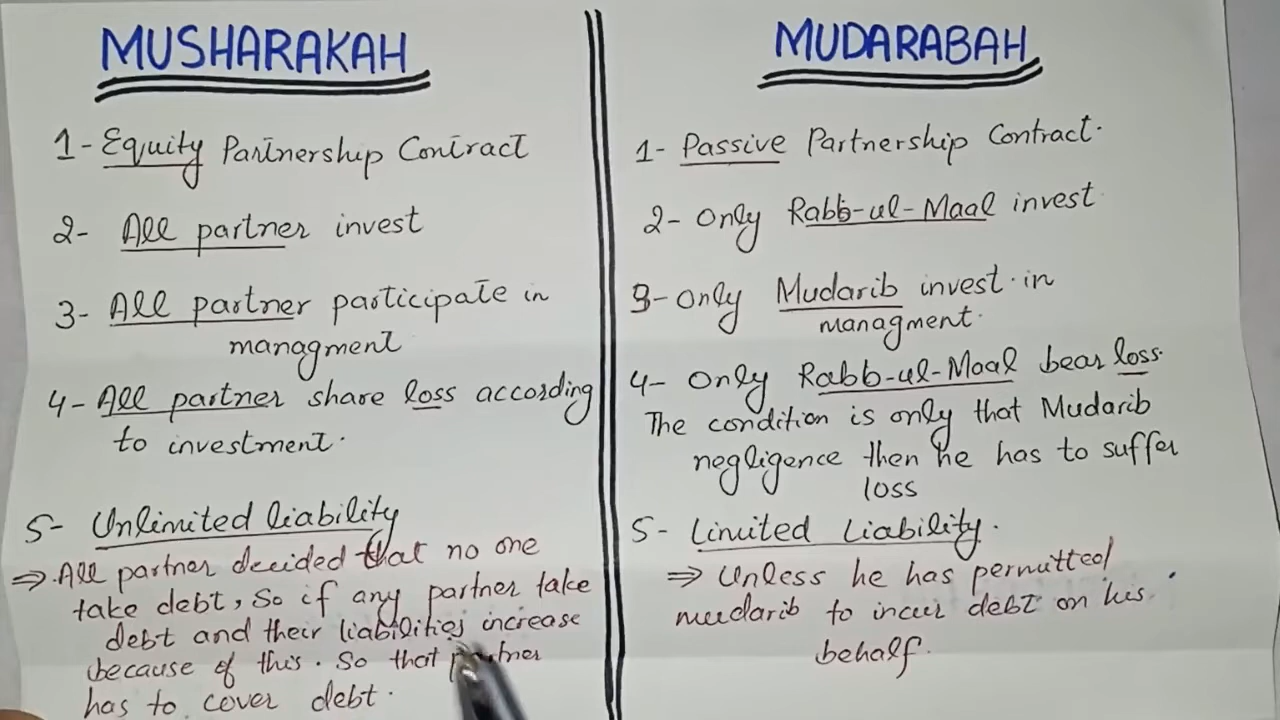 MUSHARAKAH
1- Equity Partnership Contract
2- All partner invest
3- All partner participate in
managment
4- All partner share loss according
to investment.
5- Unlimited liability
⇒ All partner decided that no one
take debt, So if any partner take
debt and their liabilities increase
because of this. So that partner
has to cover debt.
MUDARABAH
1- Passive Partnership Contract.
2- Only Rabb-ul-Maal invest
3- Only Mudarib invest in
managment.
4- Only Rabb-ul-Maal bear loss.
The condition is only that Mudarib
negligence then he has to suffer
loss
5- Limited Liability.
⇒ Unless he has permitted
mudarib to incur debt on his
behalf.